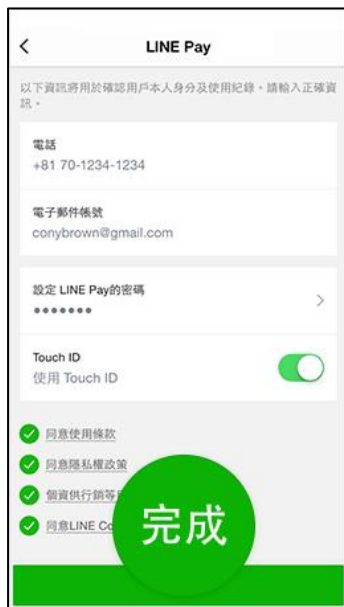 LINE Pay
以下資訊將用於確認用戶本人身分及使用紀錄。請輸入正確資
訊。
電話
+81 70-1234-1234
電子郵件帳號
conybrown@gmail.com
設定 LINE Pay的密碼
Touch ID
使用 Touch ID
同意使用條款
同意隱私權政策
個資供行銷等
同意LINE Co
完成